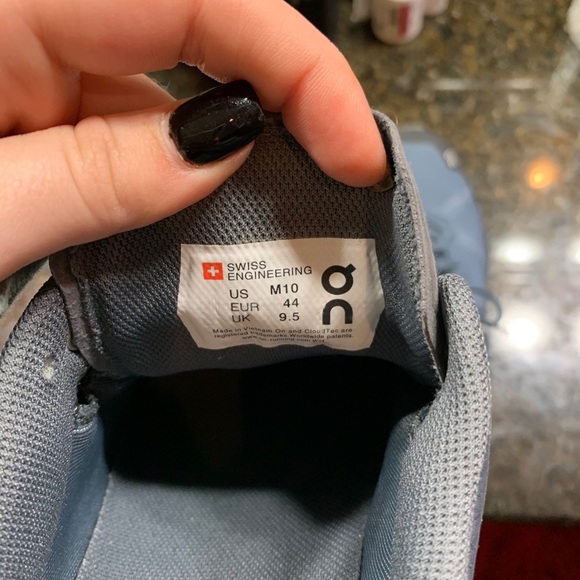 SWISS
ENGINEERING
On
US M10
EUR 44
UK 9.5
Made in Vietnam. On and CloudTec are
registered trademarks. Worldwide patents.